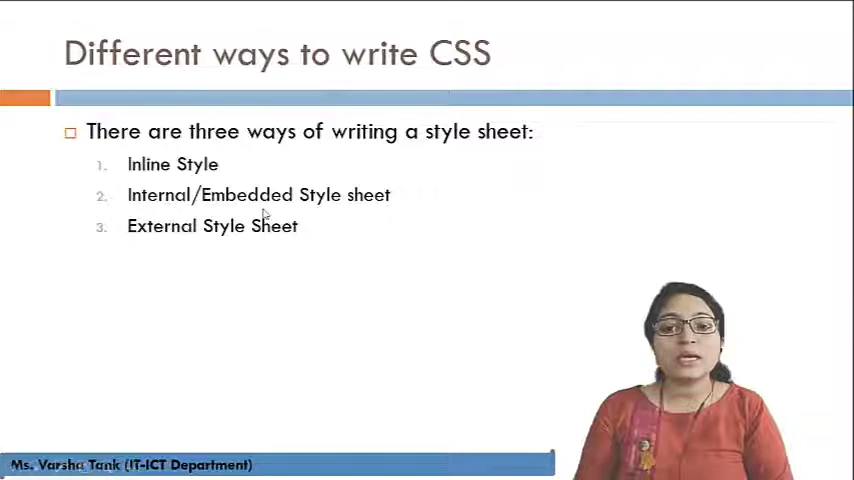 Different ways to write CSS
There are three ways of writing a style sheet:
1. Inline Style
2. Internal/Embedded Style sheet
3. External Style Sheet
Ms. Varsha Tank (IT-ICT Department)